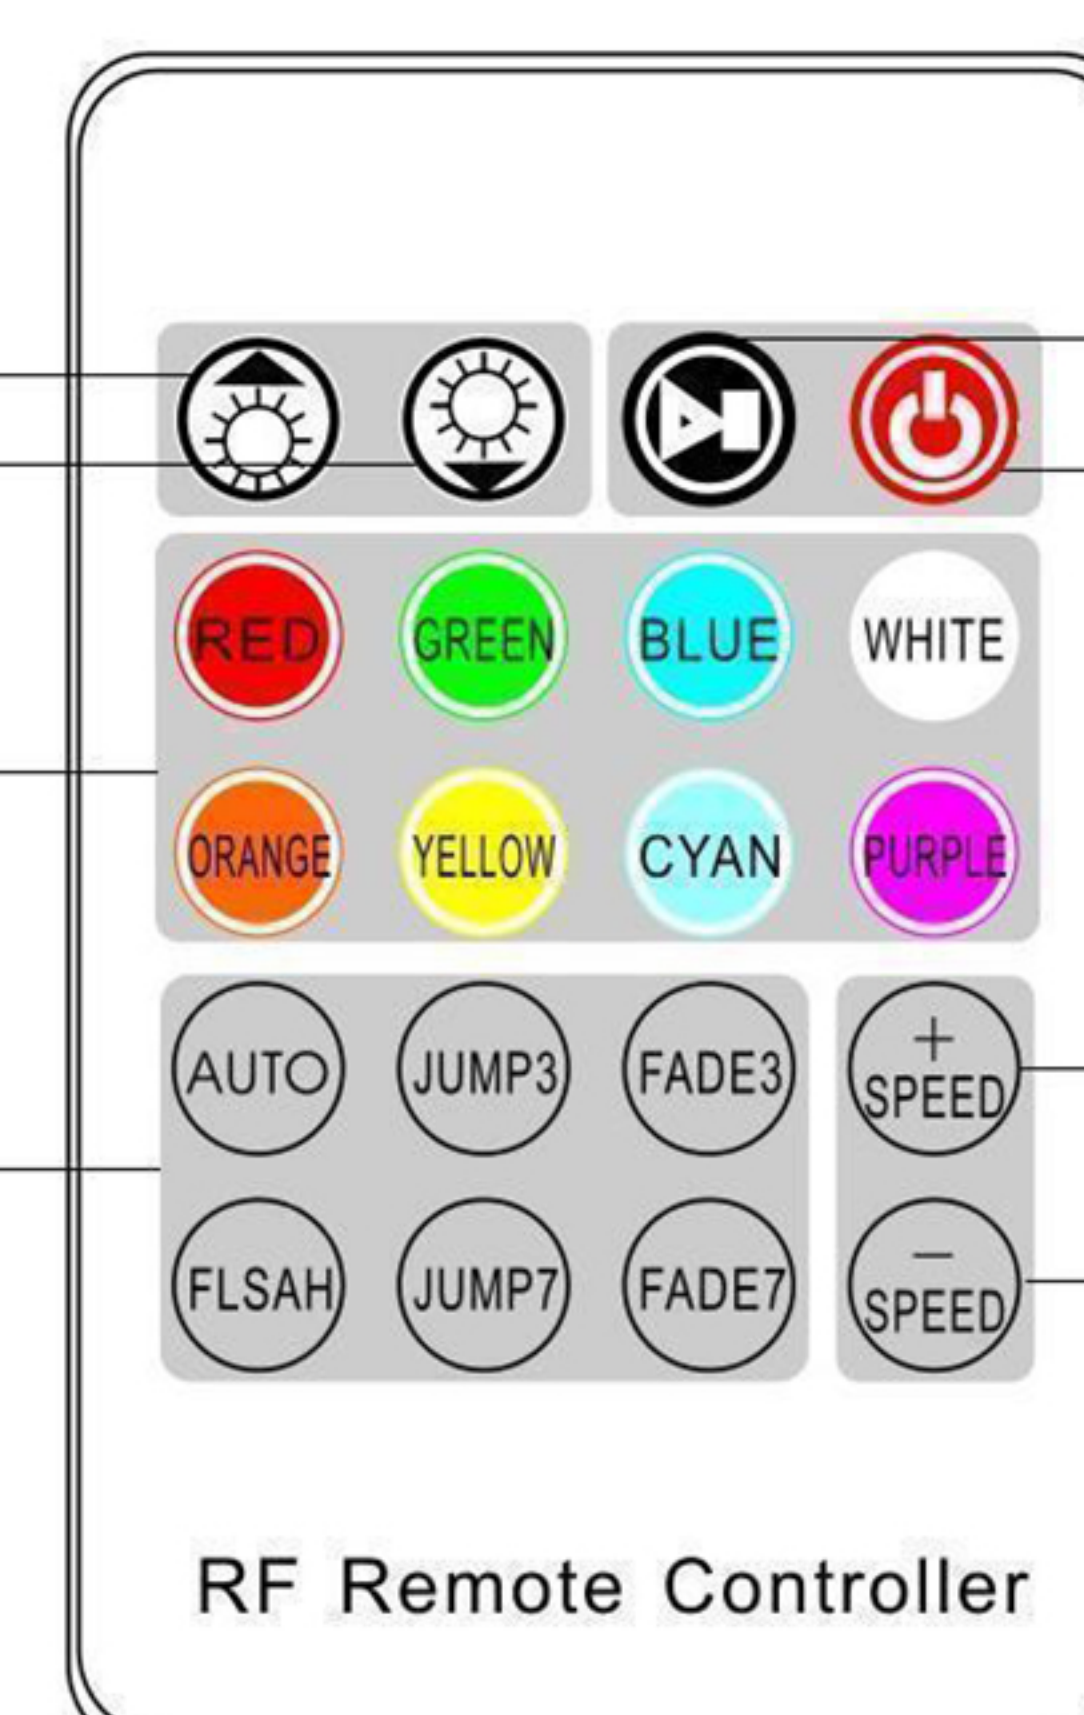 RED GREEN BLUE WHITE
ORANGE YELLOW CYAN PURPLE
AUTO JUMP3 FADE3 + SPEED
FLSAH JUMP7 FADE7 − SPEED
RF Remote Controller